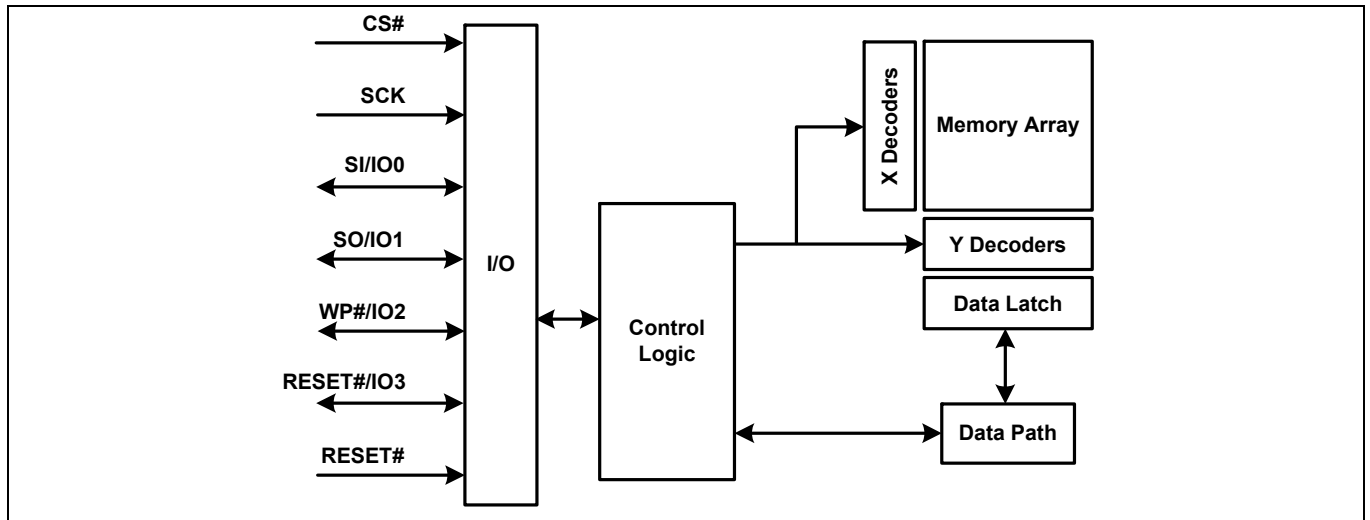 CS#
SCK
SI/IO0
SO/IO1
WP#/IO2
RESET#/IO3
RESET#
I/O
Control
Logic
X Decoders
Memory Array
Y Decoders
Data Latch
Data Path